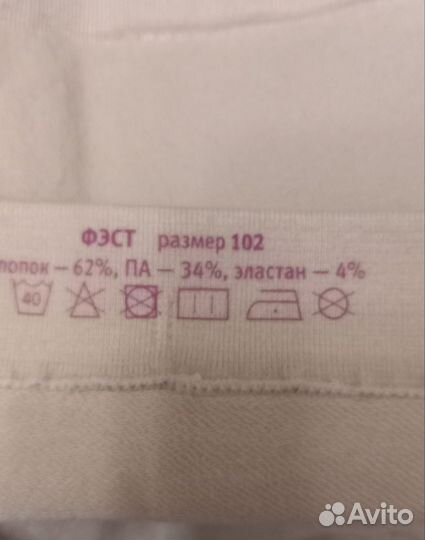 ФЭСТ размер 102
лопок – 62%, ПА – 34%, эластан – 4%
40
Avito